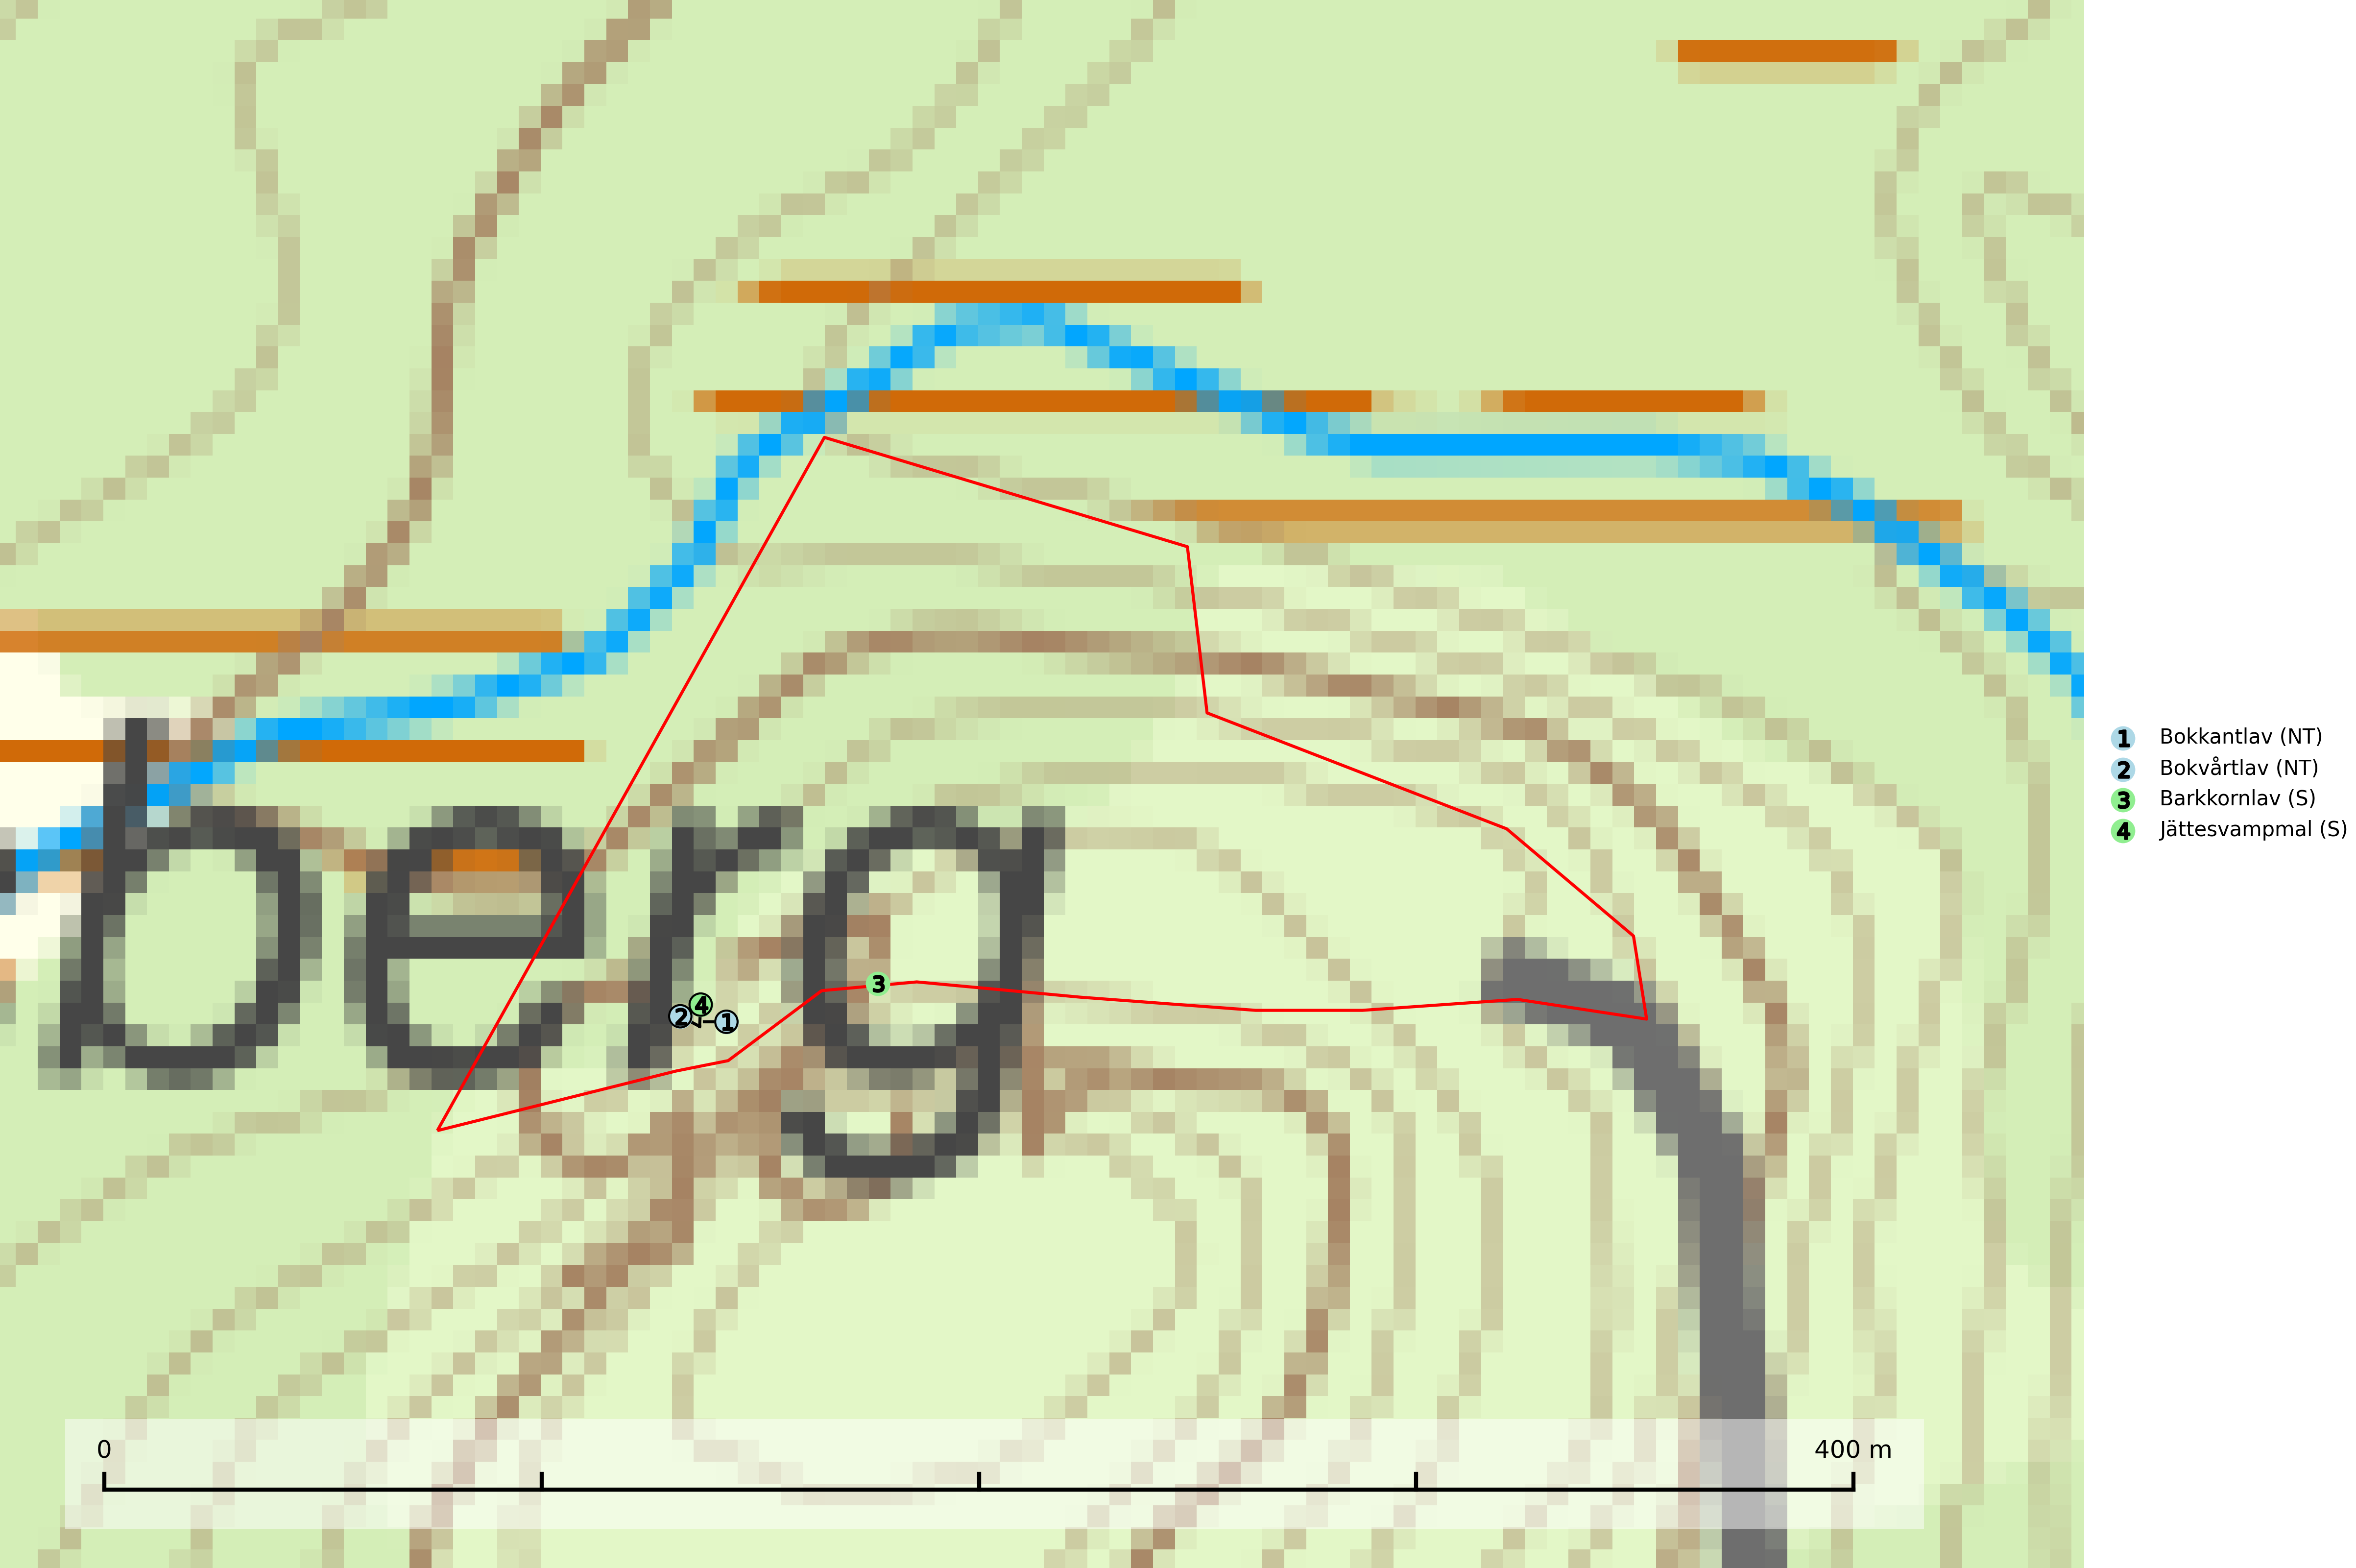 berg
3
4
2
1
1 Bokkantlav (NT)
2 Bokvårtlav (NT)
3 Barkkornlav (S)
4 Jättesvampmal (S)
0 400 m